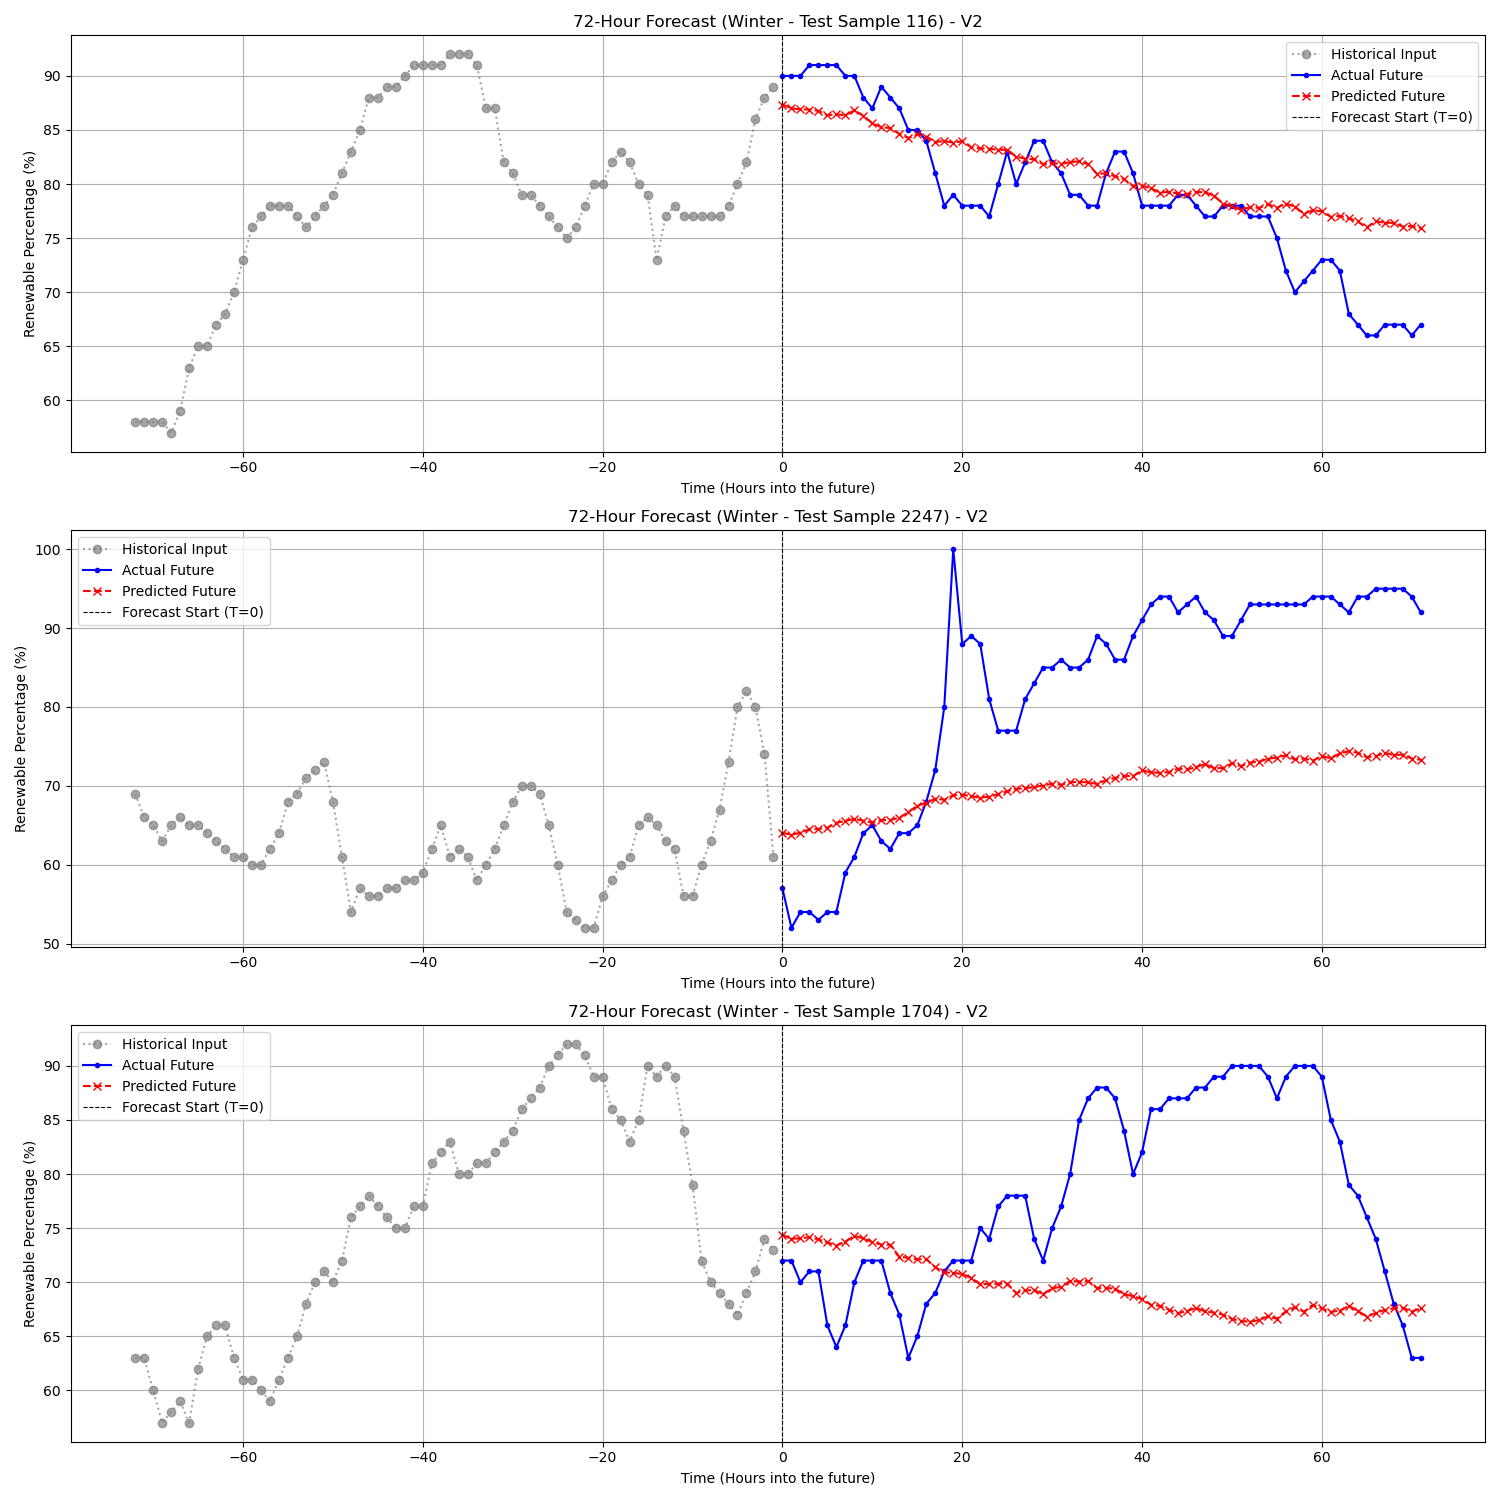 72-Hour Forecast (Winter - Test Sample 116) - V2
Renewable Percentage (%)
90
85
80
75
70
65
60
Historical Input
Actual Future
Predicted Future
Forecast Start (T=0)
−60
−40
−20
0
20
40
60
Time (Hours into the future)
72-Hour Forecast (Winter - Test Sample 2247) - V2
Renewable Percentage (%)
100
90
80
70
60
50
Historical Input
Actual Future
Predicted Future
Forecast Start (T=0)
−60
−40
−20
0
20
40
60
Time (Hours into the future)
72-Hour Forecast (Winter - Test Sample 1704) - V2
Renewable Percentage (%)
90
85
80
75
70
65
60
Historical Input
Actual Future
Predicted Future
Forecast Start (T=0)
−60
−40
−20
0
20
40
60
Time (Hours into the future)